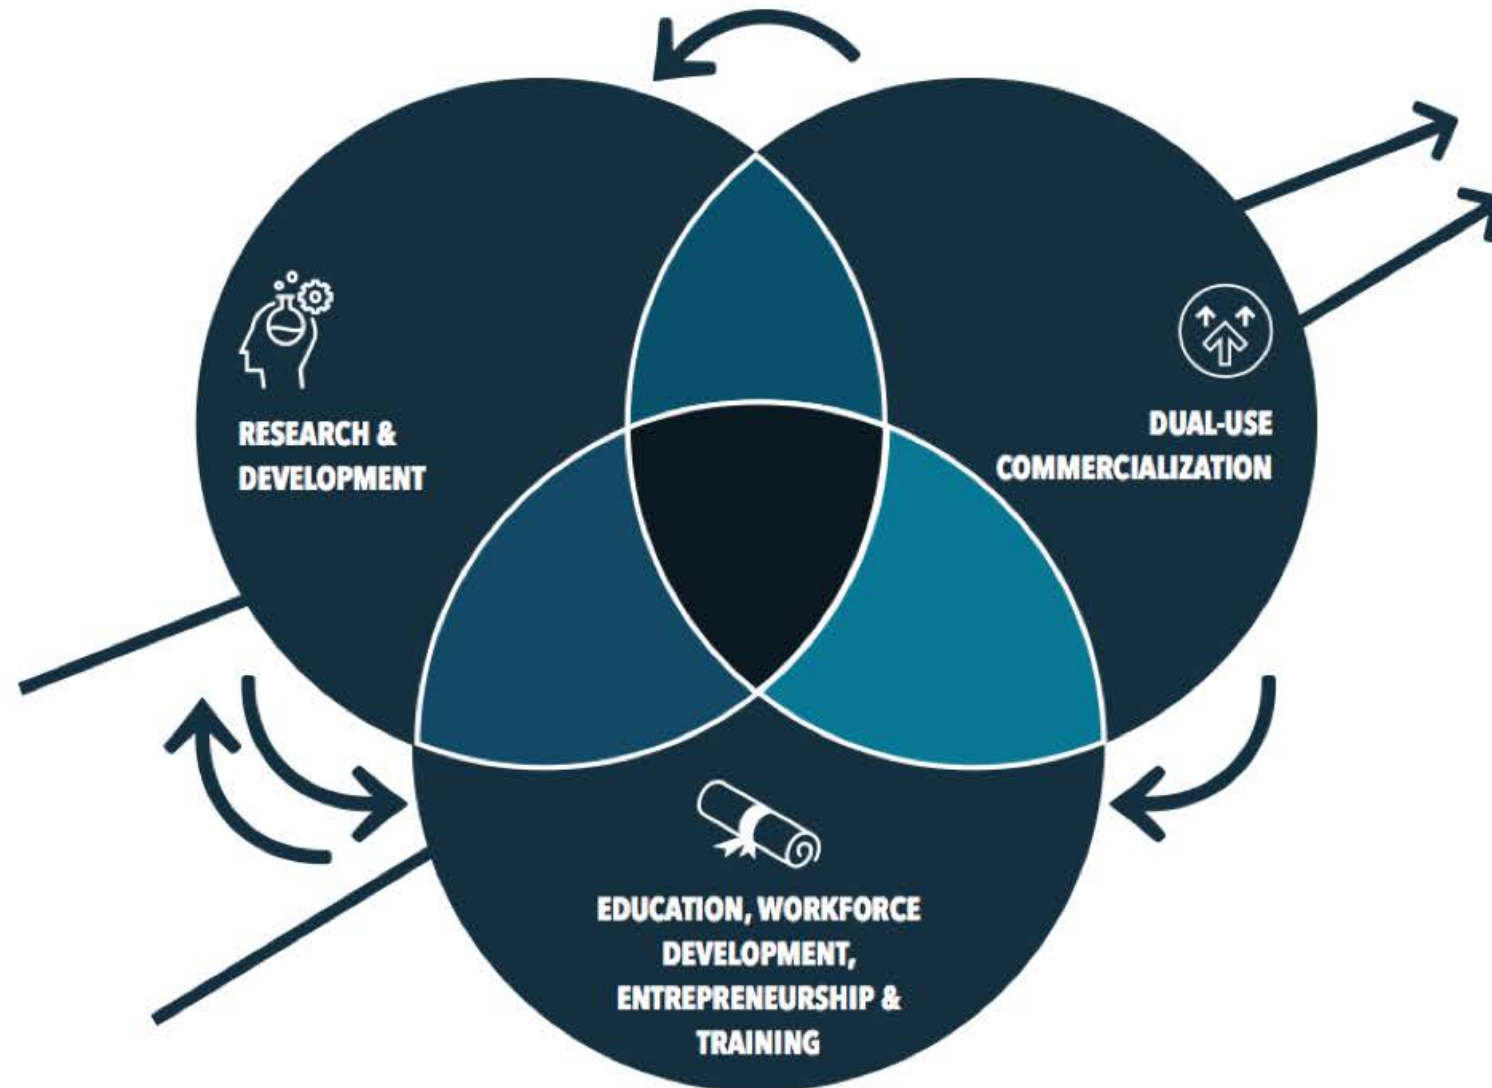 RESEARCH &
DEVELOPMENT
DUAL-USE
COMMERCIALIZATION
EDUCATION, WORKFORCE
DEVELOPMENT,
ENTREPRENEURSHIP &
TRAINING